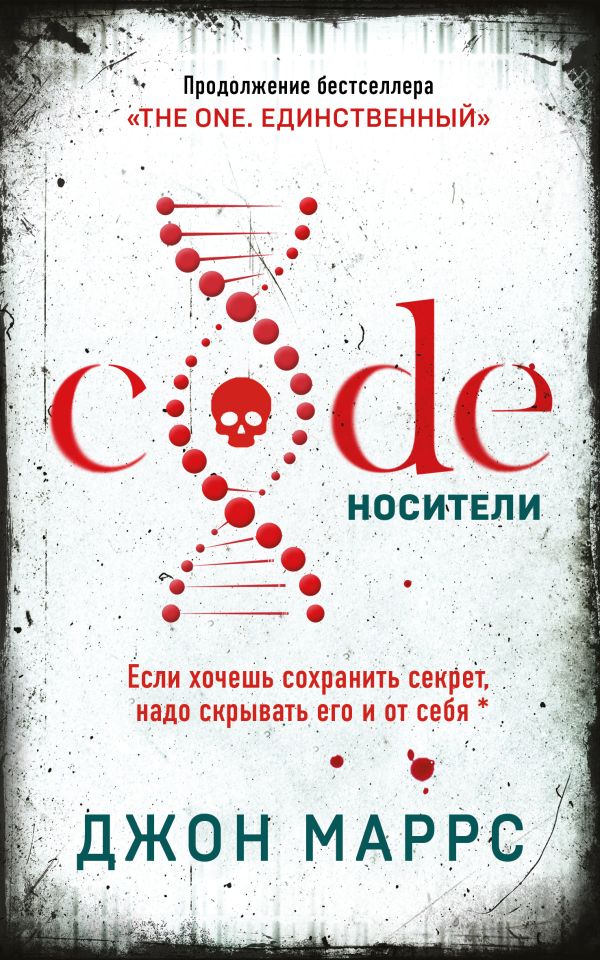 Продолжение бестселлера
«THE ONE. ЕДИНСТВЕННЫЙ»
code
НОСИТЕЛИ
Если хочешь сохранить секрет,
надо скрывать его и от себя *
ДЖОН МАРРС